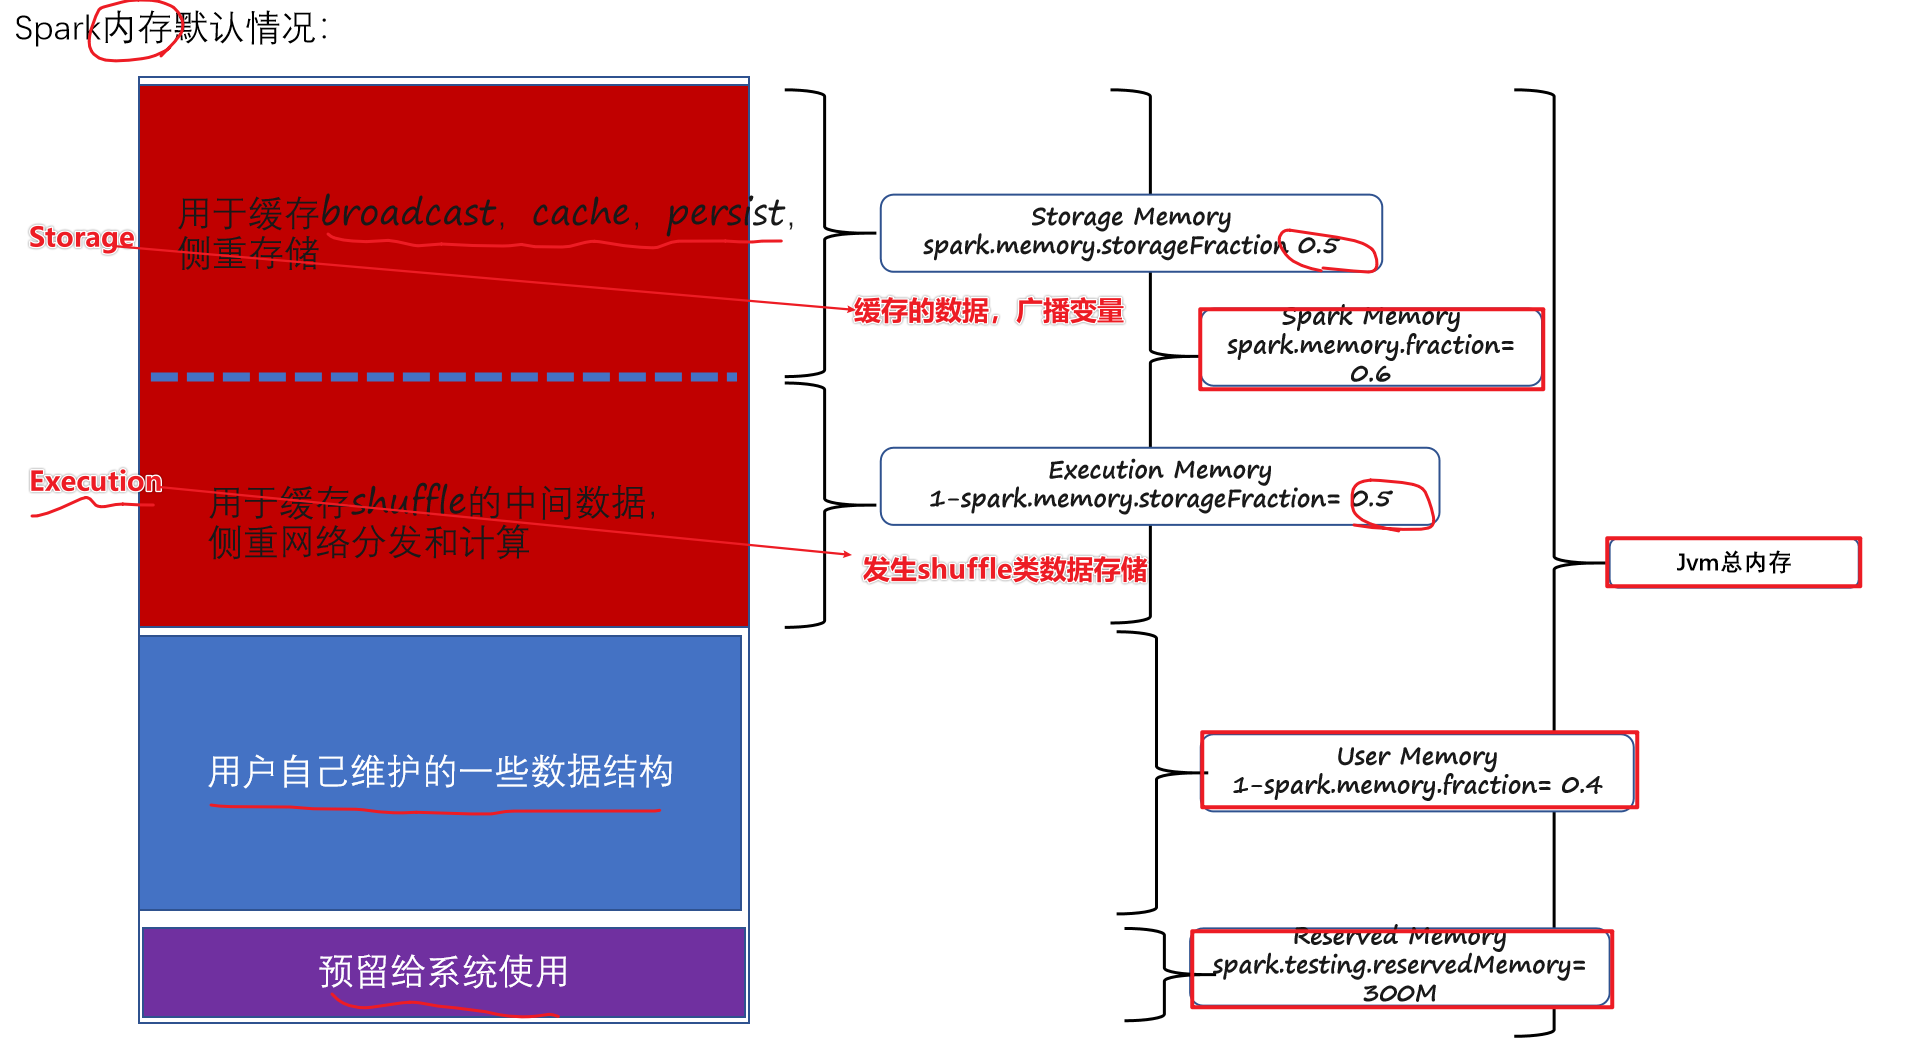 Spark内存默认情况：
用于缓存broadcast，cache，persist，
侧重存储
Storage
Storage Memory
spark.memory.storageFraction 0.5
缓存的数据，广播变量
Spark Memory
spark.memory.fraction=
0.6
Execution
用于缓存shuffle的中间数据，
侧重网络分发和计算
Execution Memory
1-spark.memory.storageFraction= 0.5
发生shuffle类数据存储
Jvm总内存
用户自己维护的一些数据结构
User Memory
1-spark.memory.fraction= 0.4
预留给系统使用
Reserved Memory
spark.testing.reservedMemory=
300M